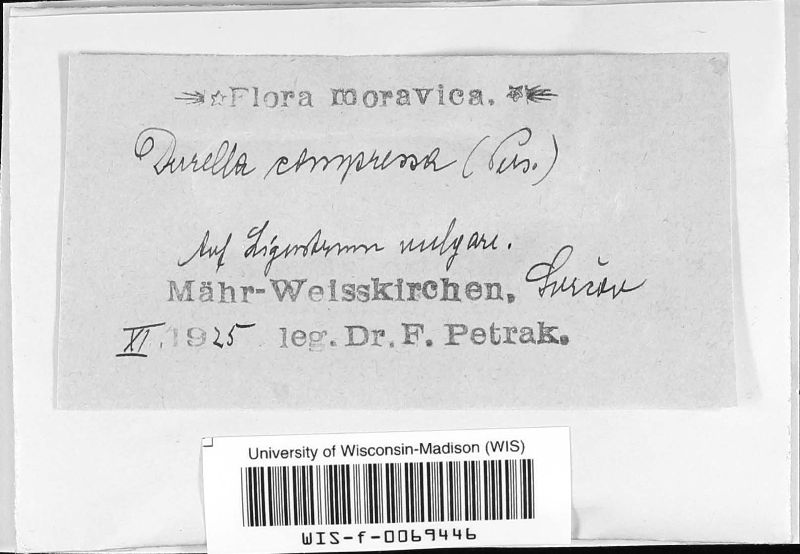 Flora moravica.
Durella compressa (Pers.)
Auf Ligustrum vulgare.
Mähr-Weisskirchen,
XI. 1925 leg. Dr. F. Petrak.
University of Wisconsin-Madison (WIS)
WIS-f-0069446